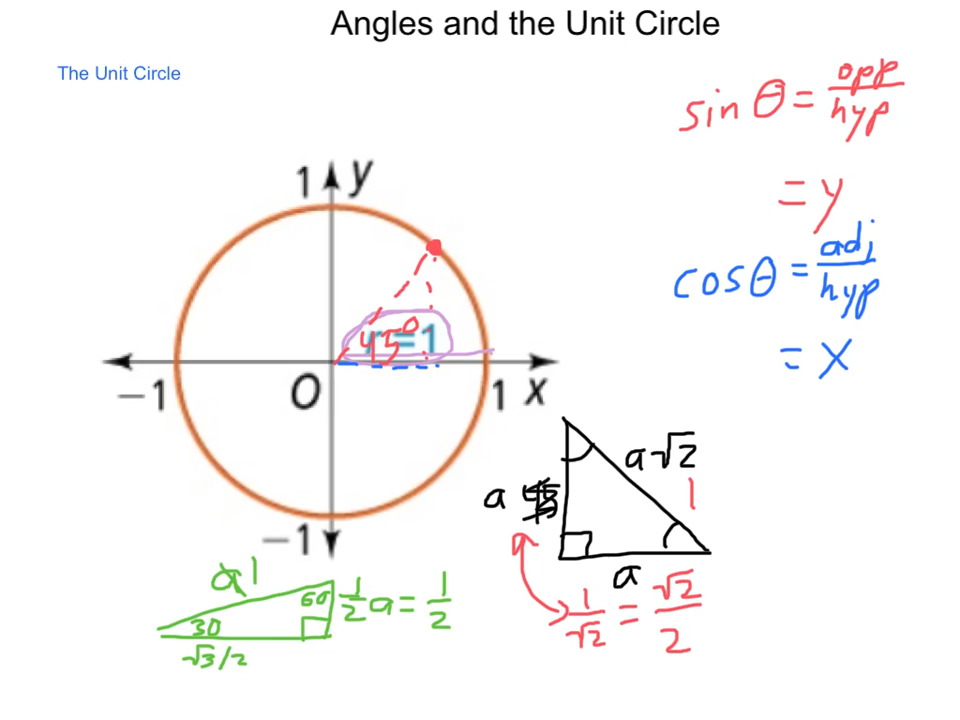 Angles and the Unit Circle
The Unit Circle
sin θ = opp/hyp
= y
cos θ = adj/hyp
= x
1 y
45°
r=1
−1 O 1 x
−1
a√2
1
a
a
1/√2 = √2/2
a 1
60
30
1/2 a = 1/2
√3/2